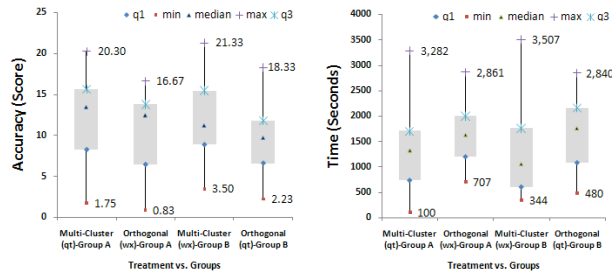 q1 min median max q3
25
20
15
10
5
0
Accuracy (Score)
20.30
16.67
21.33
18.33
1.75
0.83
3.50
2.23
Multi-Cluster (qt)-Group A
Orthogonal (wx)-Group A
Multi-Cluster (wx)-Group B
Orthogonal (qt)-Group B
Treatment vs. Groups
q1 min median max q3
4000
3500
3000
2500
2000
1500
1000
500
0
Time (Seconds)
3,282
2,861
3,507
2,840
100
707
344
480
Multi-Cluster (qt)-Group A
Orthogonal (wx)-Group A
Multi-Cluster (wx)-Group B
Orthogonal (qt)-Group B
Treatment vs. Groups